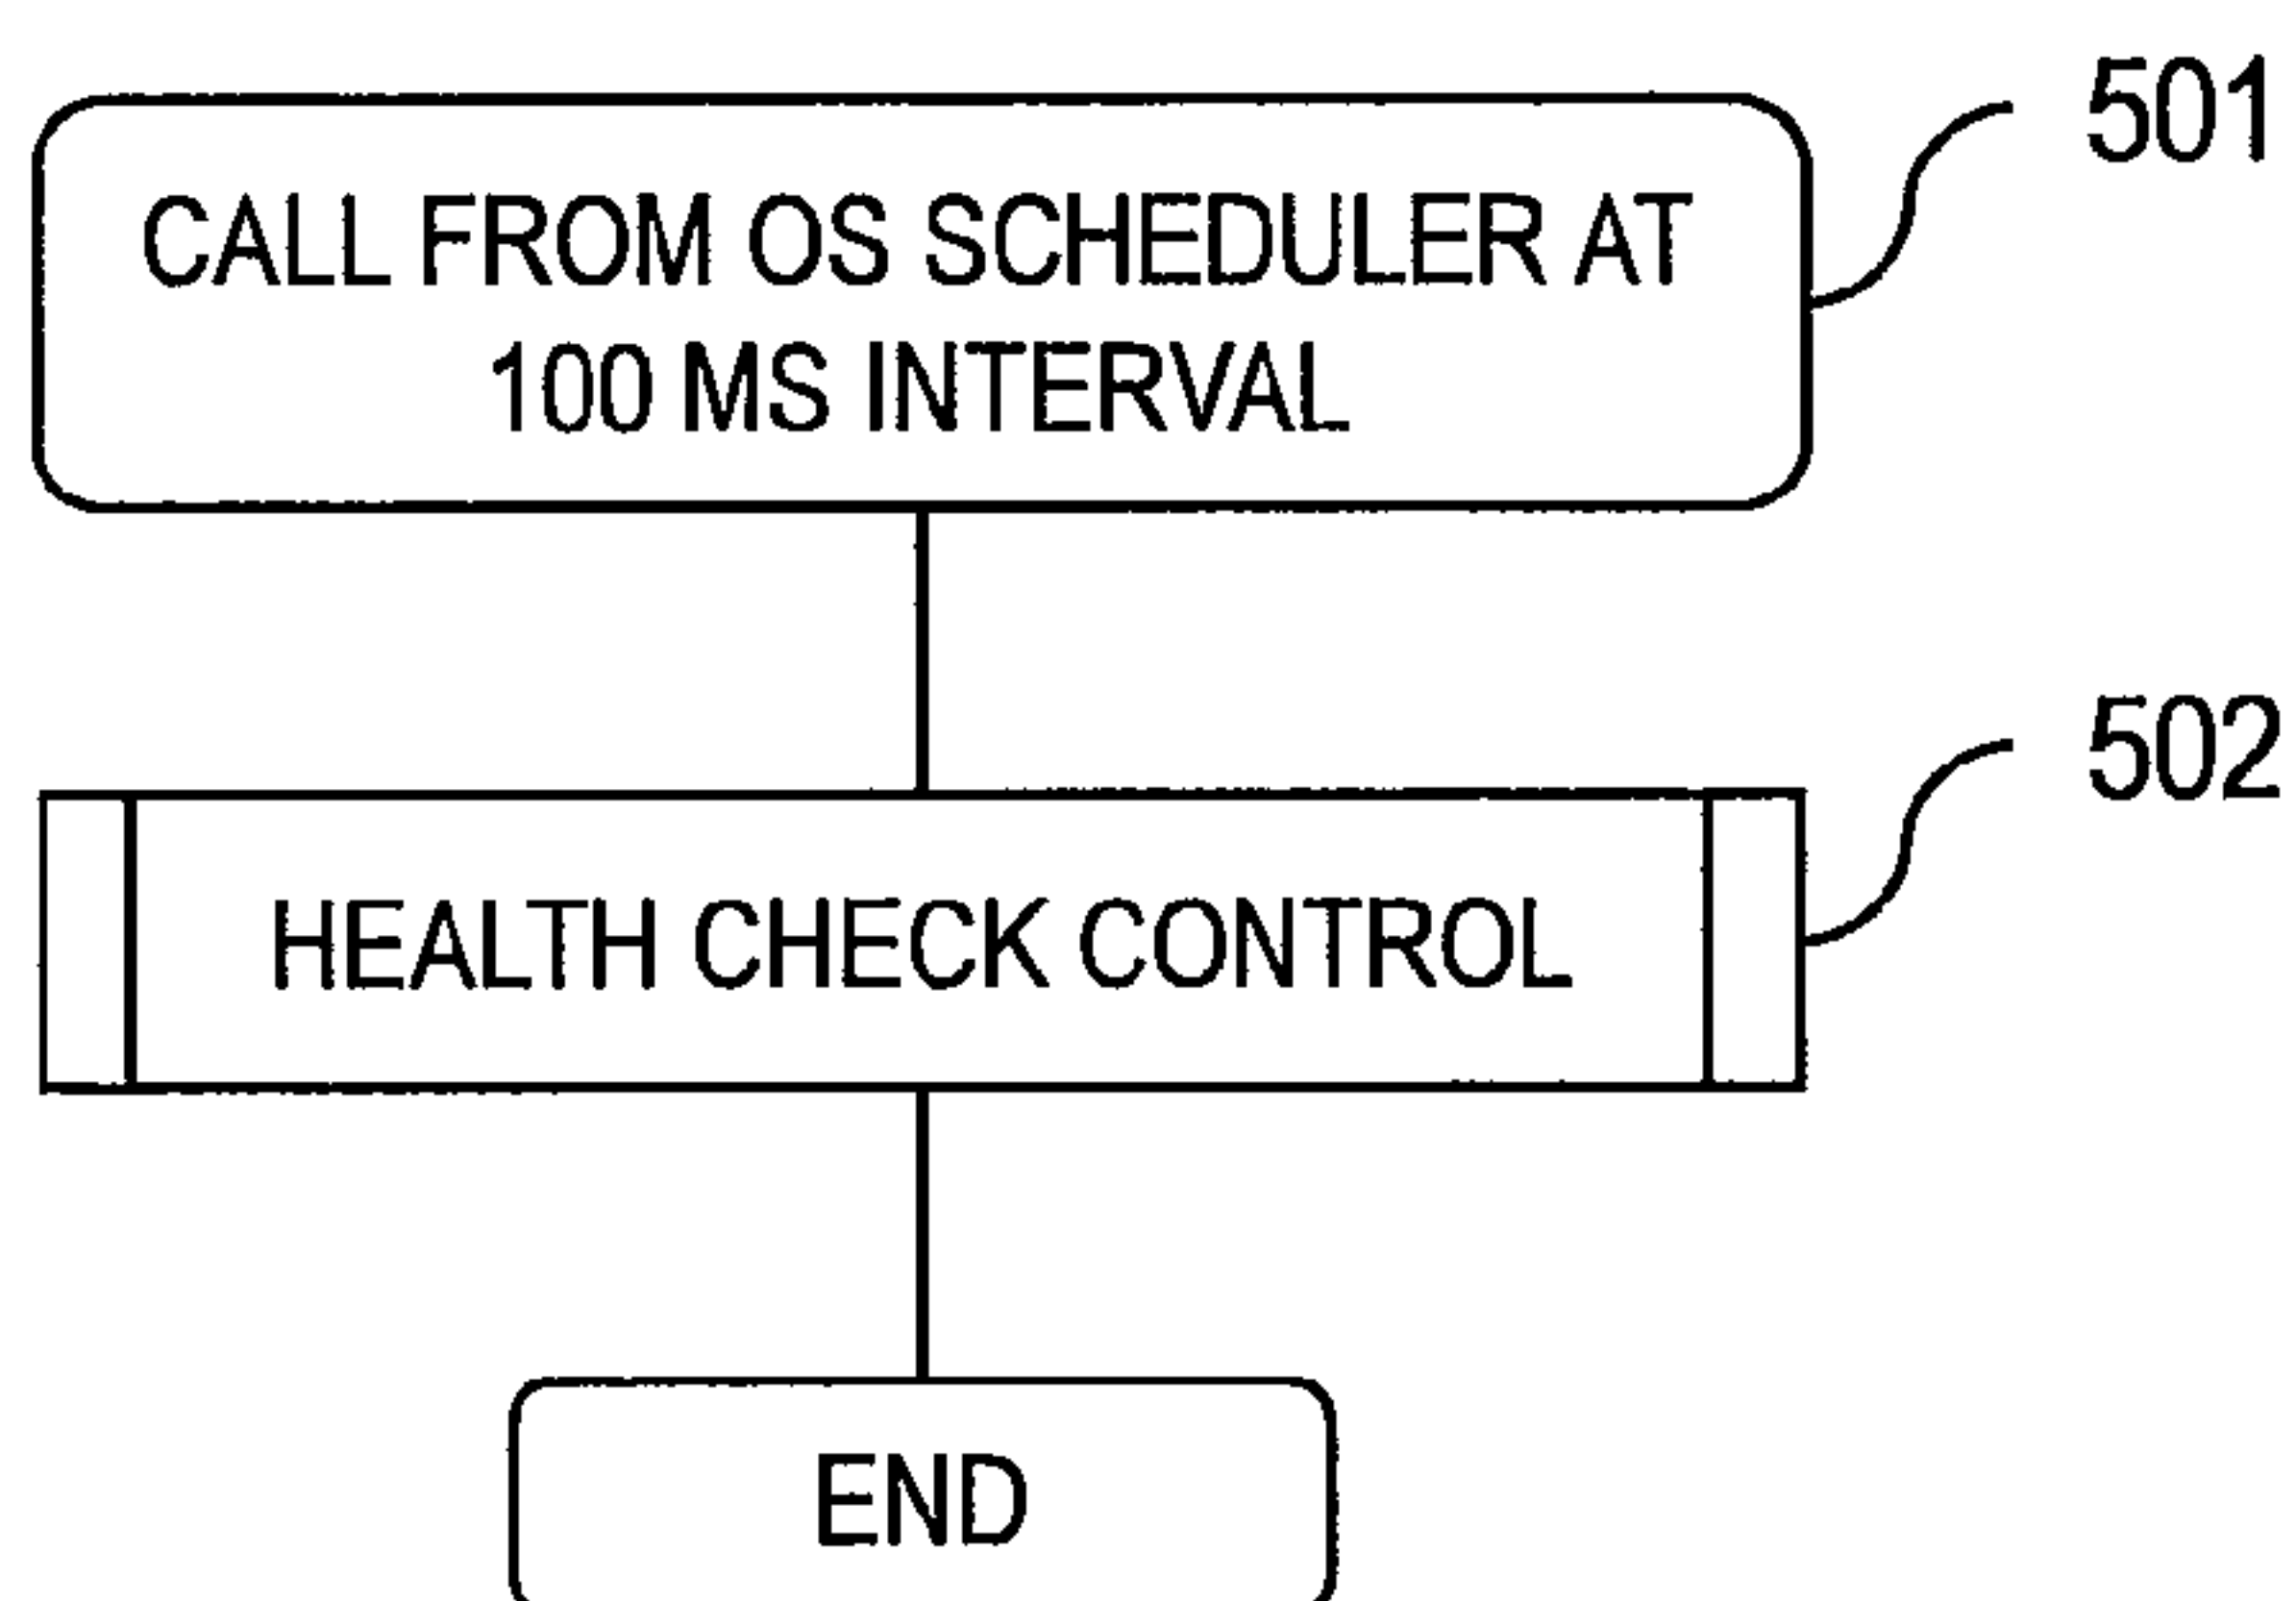 501
CALL FROM OS SCHEDULER AT
100 MS INTERVAL
502
HEALTH CHECK CONTROL
END